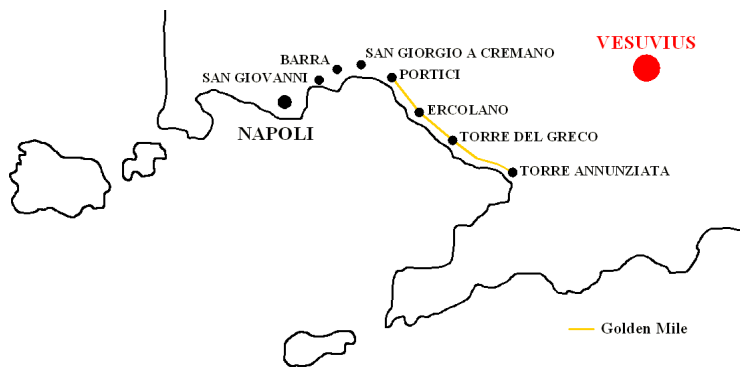 VESUVIUS
SAN GIORGIO A CREMANO
BARRA
SAN GIOVANNI
PORTICI
NAPOLI
ERCOLANO
TORRE DEL GRECO
TORRE ANNUNZIATA
Golden Mile